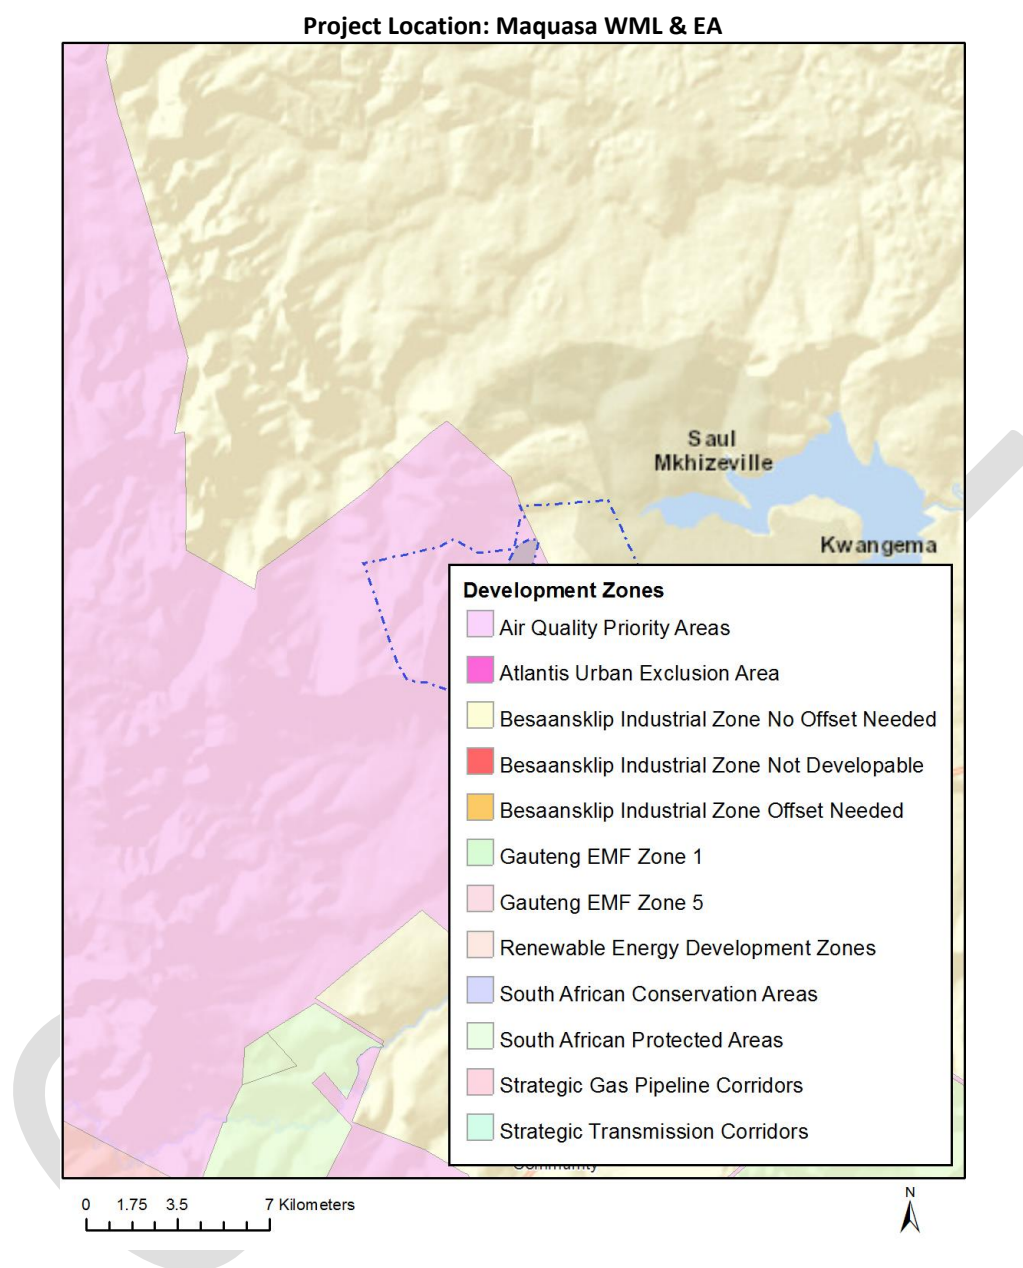 Project Location: Maquasa WML & EA
Saul
Mkhizeville
Kwangema
Development Zones
Air Quality Priority Areas
Atlantis Urban Exclusion Area
Besaansklip Industrial Zone No Offset Needed
Besaansklip Industrial Zone Not Developable
Besaansklip Industrial Zone Offset Needed
Gauteng EMF Zone 1
Gauteng EMF Zone 5
Renewable Energy Development Zones
South African Conservation Areas
South African Protected Areas
Strategic Gas Pipeline Corridors
Strategic Transmission Corridors
Community
0 1.75 3.5 7 Kilometers
N